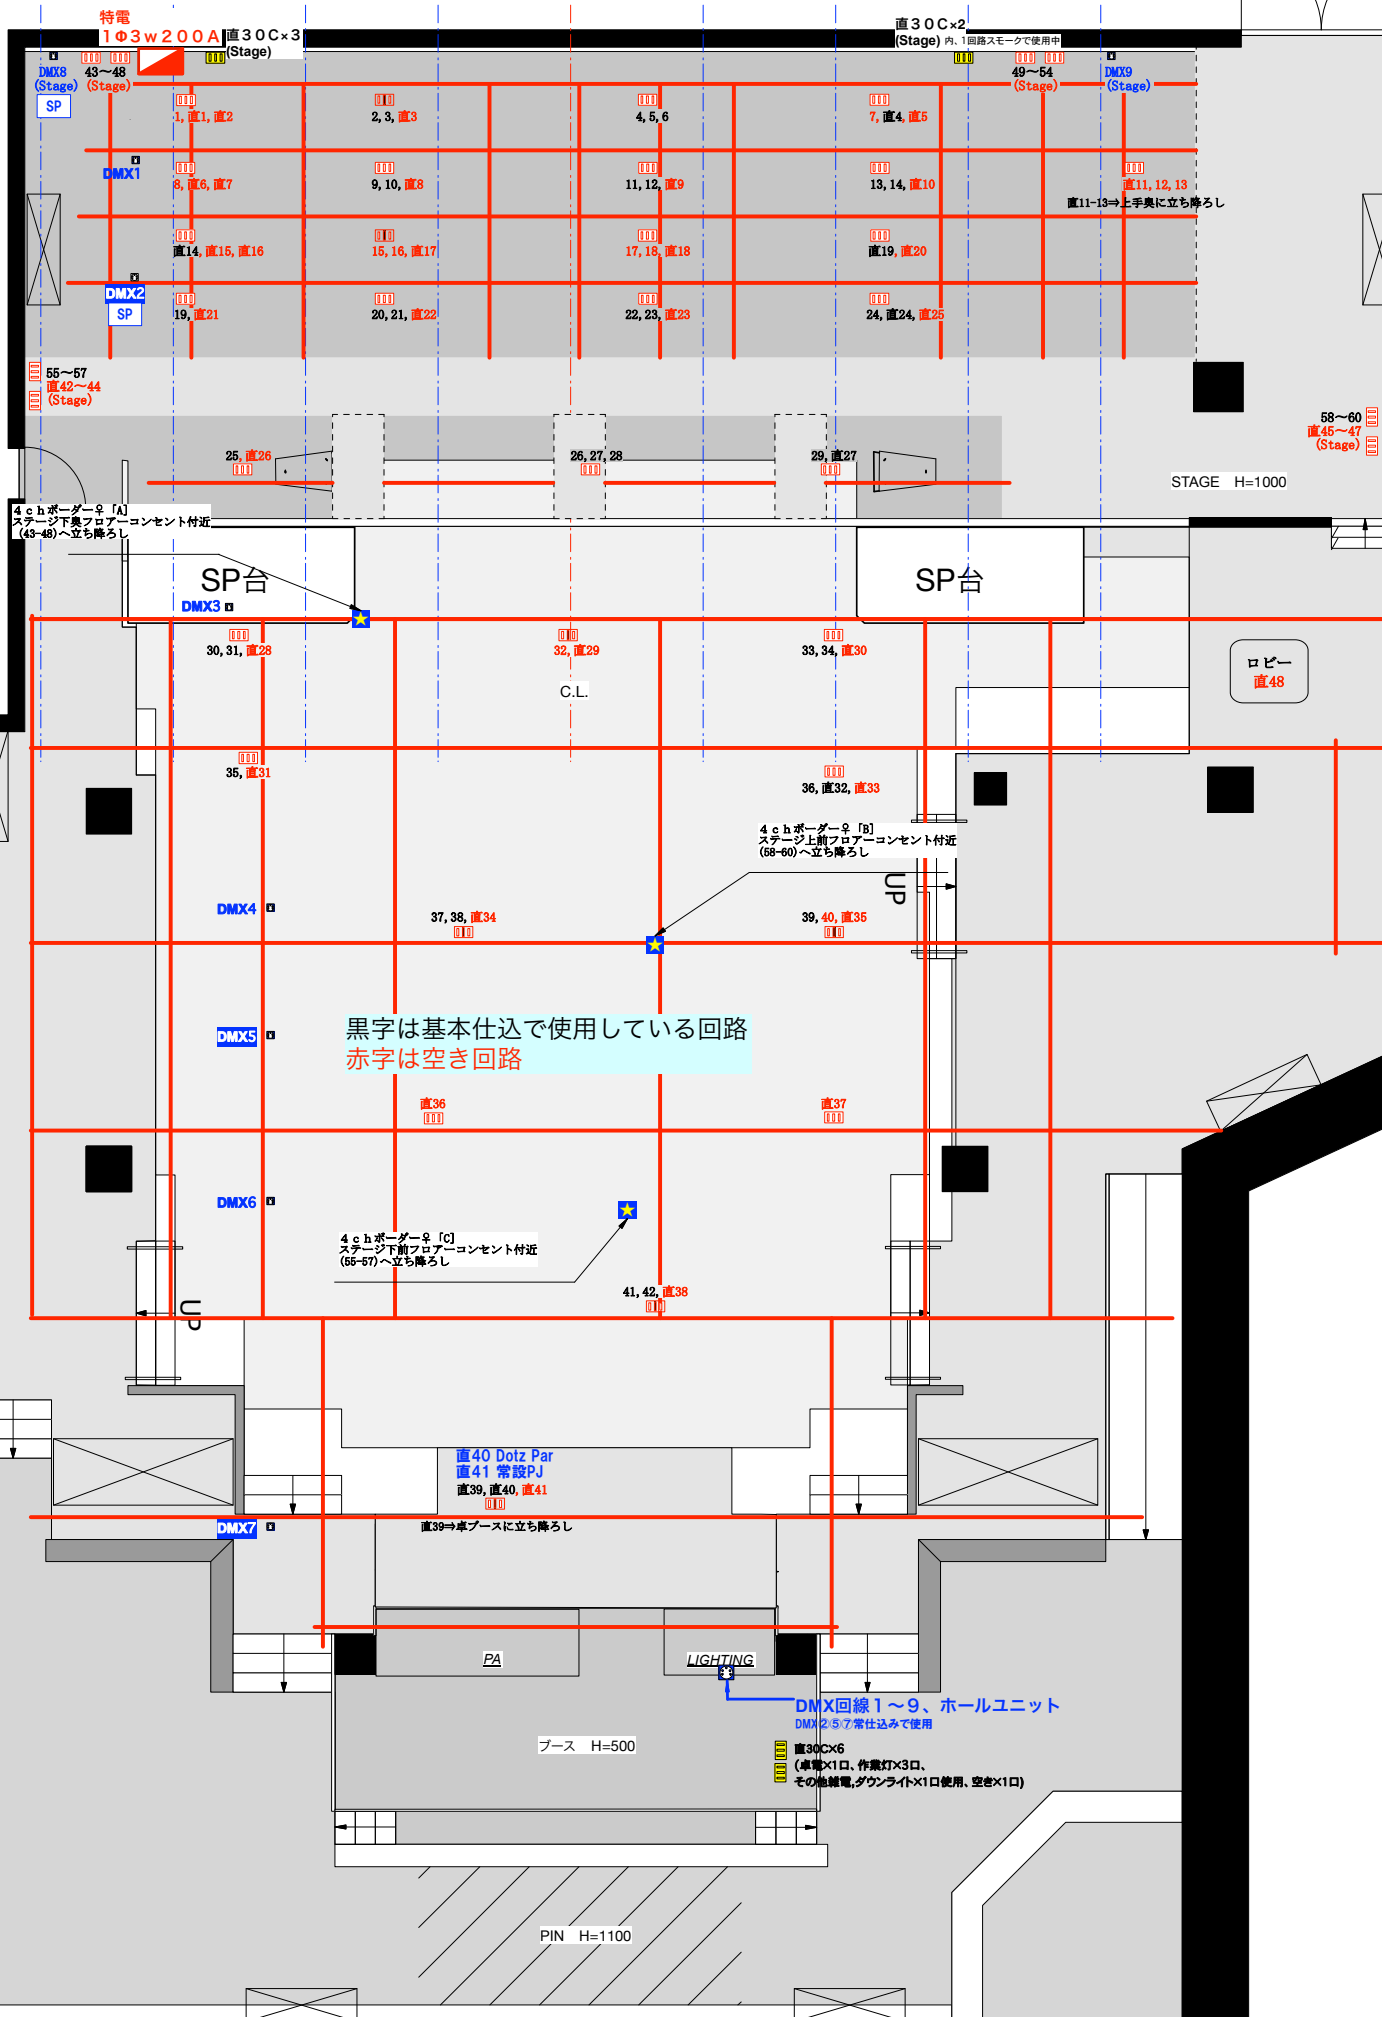 特電
1Φ3w200A
直30C×3
(Stage)
直30C×2
(Stage) 内、1回路スモークで使用中
DMX8
(Stage)
SP
43〜48
(Stage)
49〜54
(Stage)
DMX9
(Stage)
1, 直1, 直2
2, 3, 直3
4, 5, 6
7, 直4, 直5
DMX1
8, 直6, 直7
9, 10, 直8
11, 12, 直9
13, 14, 直10
直11, 12, 13
直11-13⇒上手奥に立ち降ろし
直14, 直15, 直16
15, 16, 直17
17, 18, 直18
直19, 直20
DMX2
SP
19, 直21
20, 21, 直22
22, 23, 直23
24, 直24, 直25
55〜57
直42〜44
(Stage)
58〜60
直45〜47
(Stage)
25, 直26
26, 27, 28
29, 直27
STAGE H=1000
4chボーダー♀「A」
ステージ下奥フロアーコンセント付近
(43-48)へ立ち降ろし
SP台
SP台
DMX3
30, 31, 直28
32, 直29
33, 34, 直30
C.L.
ロビー
直48
35, 直31
36, 直32, 直33
4chボーダー♀「B」
ステージ上前フロアーコンセント付近
(58-60)へ立ち降ろし
UP
DMX4
37, 38, 直34
39, 40, 直35
黒字は基本仕込で使用している回路
赤字は空き回路
DMX5
直36
直37
DMX6
4chボーダー♀「C」
ステージ下前フロアーコンセント付近
(55-57)へ立ち降ろし
41, 42, 直38
UP
直40 Dotz Par
直41 常設PJ
直39, 直40, 直41
直39⇒卓ブースに立ち降ろし
DMX7
PA
LIGHTING
DMX回線1〜9、ホールユニット
DMX②⑤⑦常仕込みで使用
ブース H=500
直30C×6
(卓電×1口、作業灯×3口、
その他雑電,ダウンライト×1口使用、空き×1口)
PIN H=1100